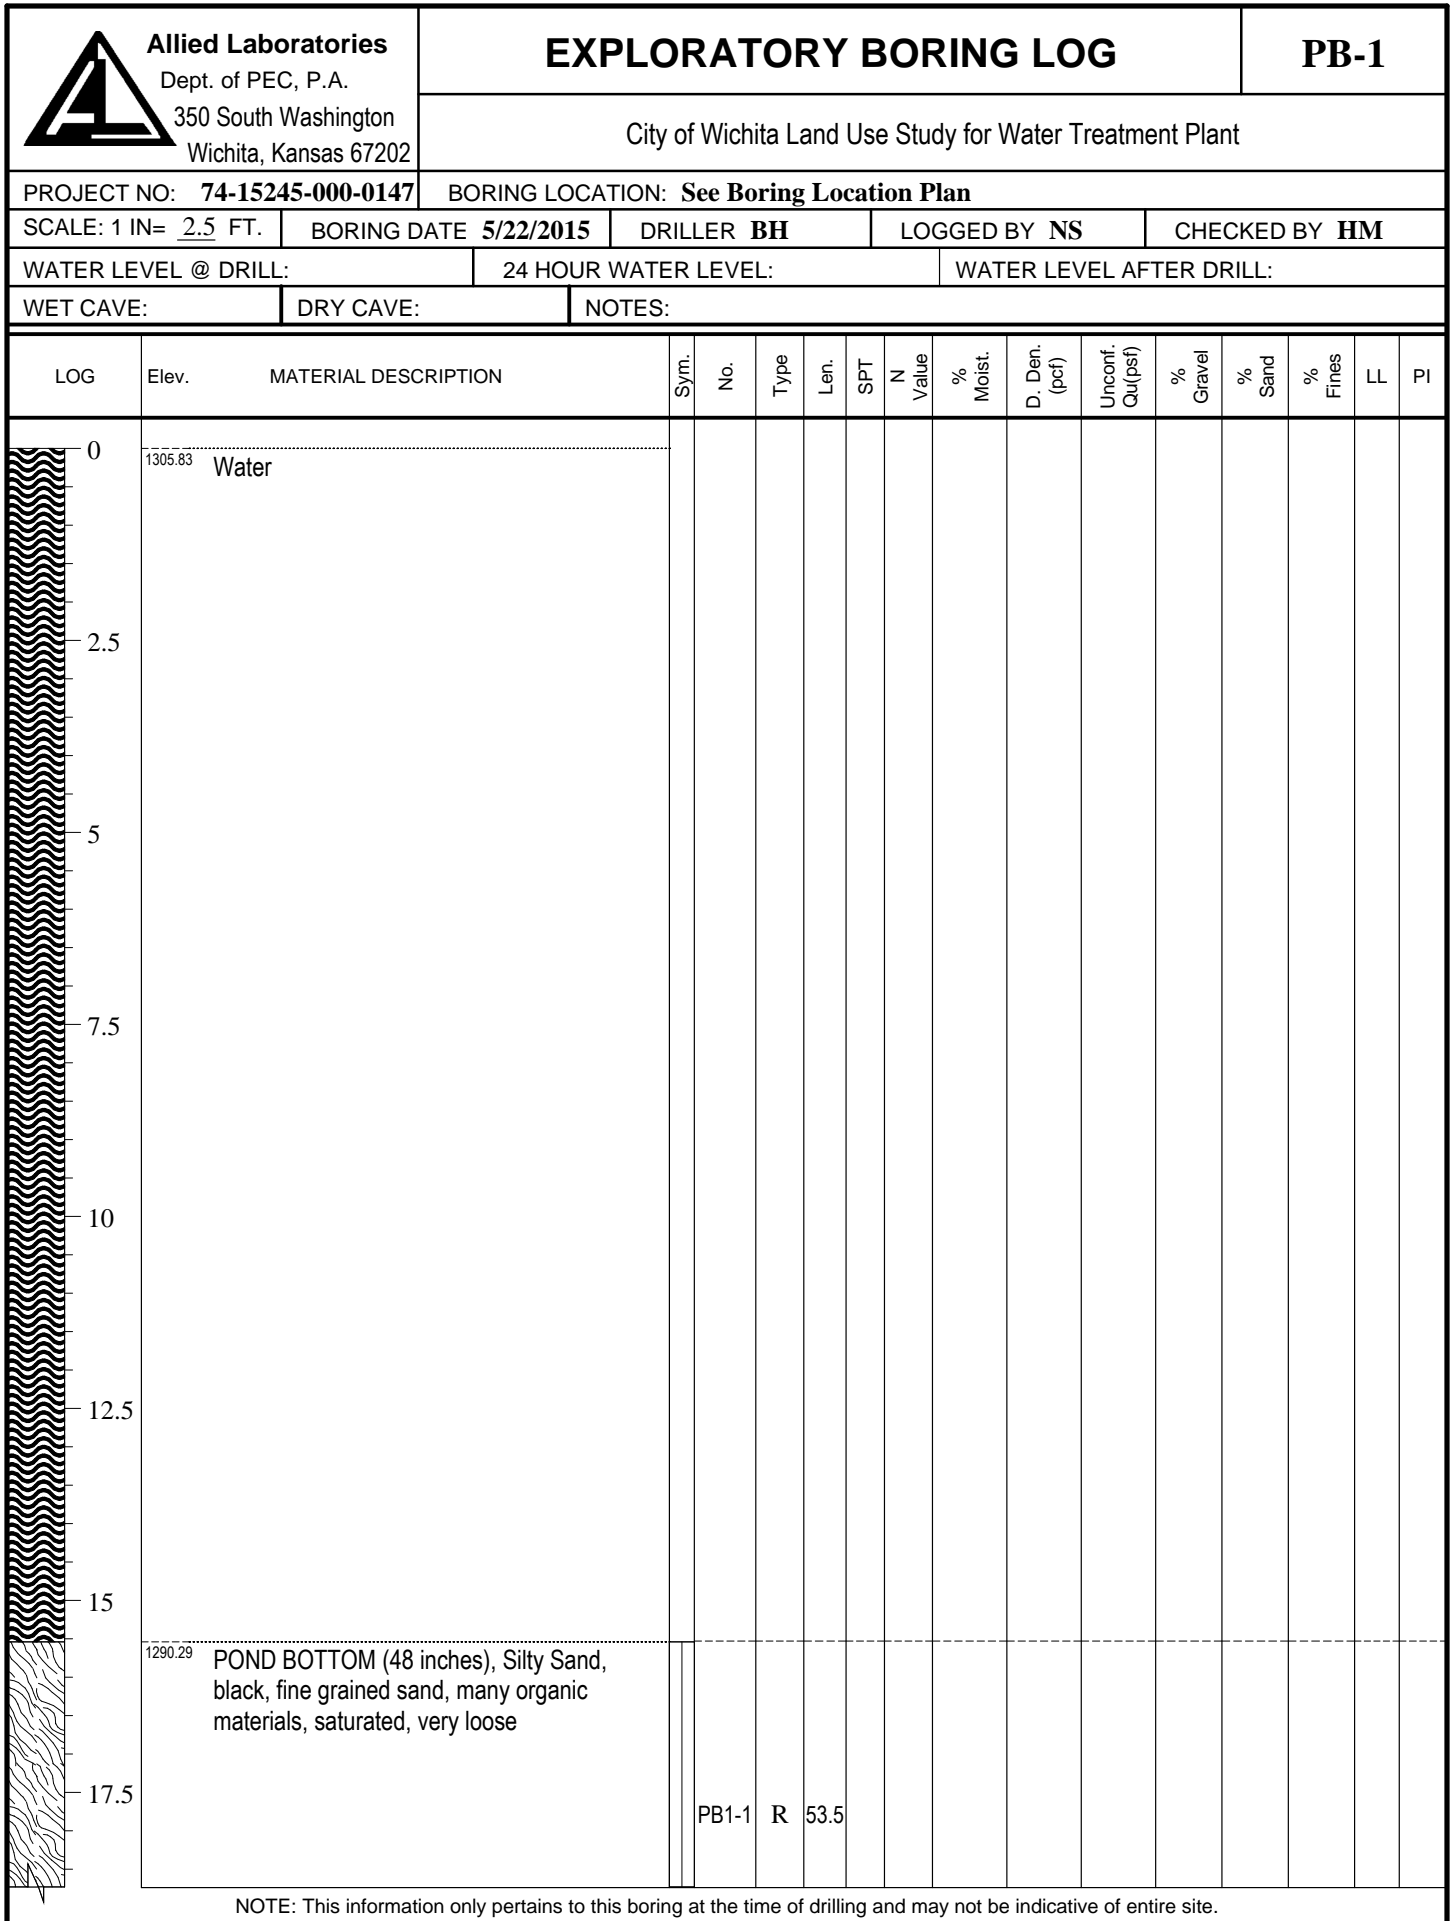 Allied Laboratories
Dept. of PEC, P.A.
350 South Washington
Wichita, Kansas 67202
EXPLORATORY BORING LOG
PB-1
City of Wichita Land Use Study for Water Treatment Plant
PROJECT NO: 74-15245-000-0147 BORING LOCATION: See Boring Location Plan
SCALE: 1 IN= 2.5 FT. BORING DATE 5/22/2015 DRILLER BH LOGGED BY NS CHECKED BY HM
WATER LEVEL @ DRILL: 24 HOUR WATER LEVEL: WATER LEVEL AFTER DRILL:
WET CAVE: DRY CAVE: NOTES:
LOG Elev. MATERIAL DESCRIPTION Sym. No. Type Len. SPT N Value % Moist. D. Den. (pcf) Unconf. Qu(psf) % Gravel % Sand % Fines LL PI
0 1305.83 Water
2.5
5
7.5
10
12.5
15
1290.29 POND BOTTOM (48 inches), Silty Sand,
black, fine grained sand, many organic
materials, saturated, very loose
17.5
PB1-1 R 53.5
NOTE: This information only pertains to this boring at the time of drilling and may not be indicative of entire site.